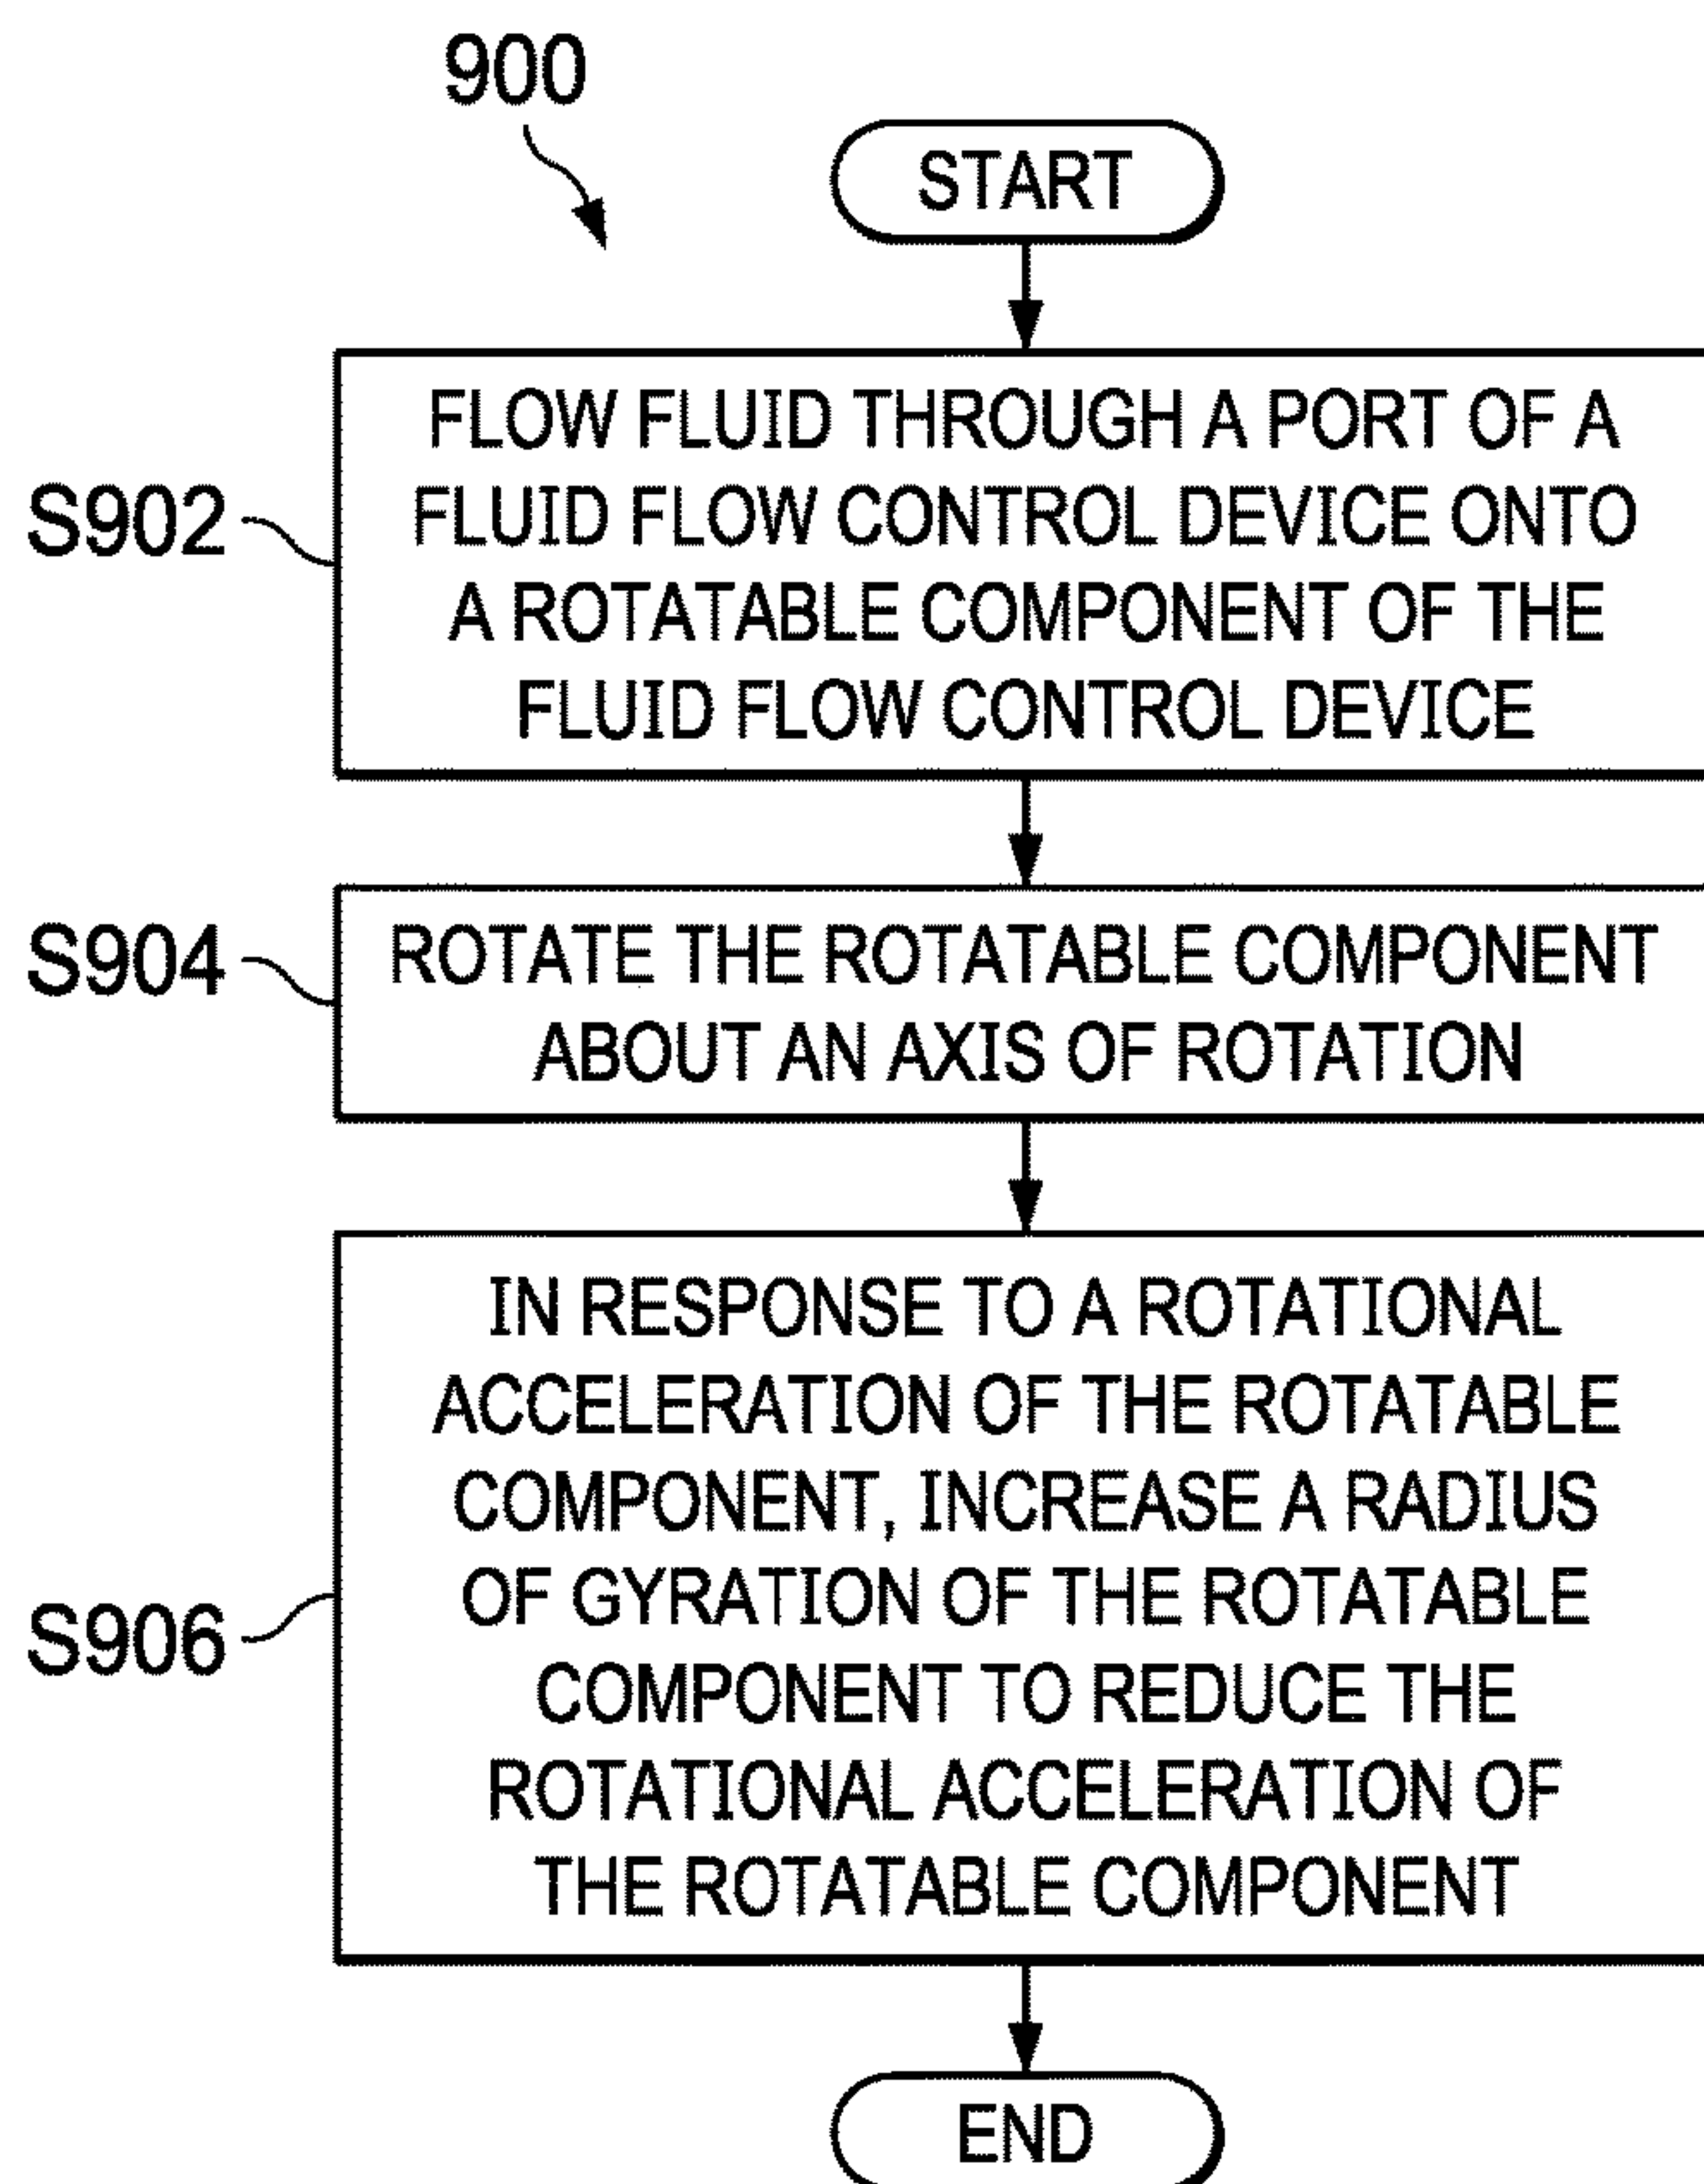 900
START
S902
FLOW FLUID THROUGH A PORT OF A
FLUID FLOW CONTROL DEVICE ONTO
A ROTATABLE COMPONENT OF THE
FLUID FLOW CONTROL DEVICE
S904
ROTATE THE ROTATABLE COMPONENT
ABOUT AN AXIS OF ROTATION
S906
IN RESPONSE TO A ROTATIONAL
ACCELERATION OF THE ROTATABLE
COMPONENT, INCREASE A RADIUS
OF GYRATION OF THE ROTATABLE
COMPONENT TO REDUCE THE
ROTATIONAL ACCELERATION OF
THE ROTATABLE COMPONENT
END